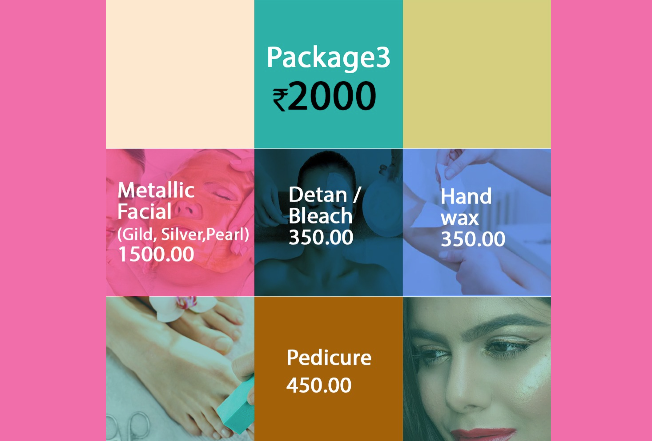 Package3
₹2000
Metallic
Facial
(Gild, Silver,Pearl)
1500.00
Detan /
Bleach
350.00
Hand
wax
350.00
Pedicure
450.00